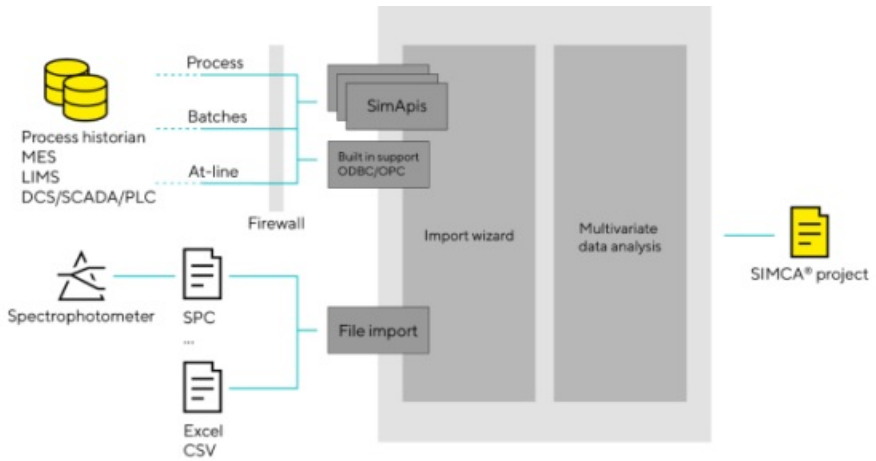 Process
Batches
At-line
Process historian
MES
LIMS
DCS/SCADA/PLC
Firewall
SimApis
Built in support
ODBC/OPC
Import wizard
Multivariate
data analysis
SIMCA® project
Spectrophotometer
SPC
...
File import
Excel
CSV